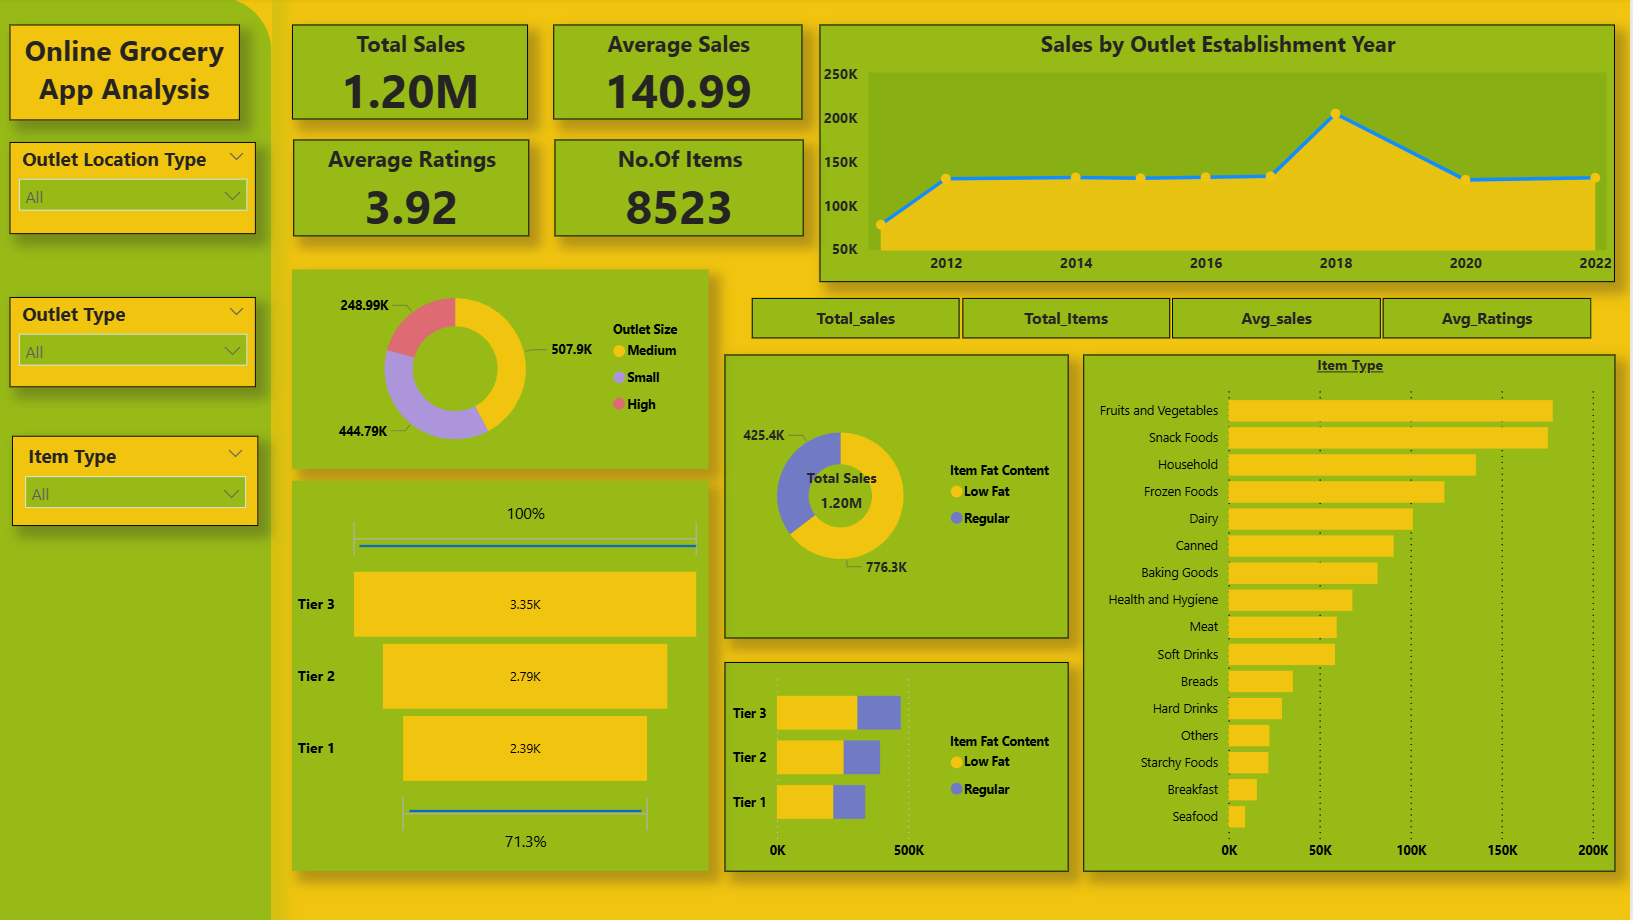 Online Grocery
App Analysis
Outlet Location Type
All
Outlet Type
All
Item Type
All
Total Sales
1.20M
Average Sales
140.99
Average Ratings
3.92
No.Of Items
8523
Sales by Outlet Establishment Year
250K
200K
150K
100K
50K
2012 2014 2016 2018 2020 2022
248.99K
507.9K
444.79K
Outlet Size
Medium
Small
High
Total_sales Total_Items Avg_sales Avg_Ratings
100%
Tier 3 3.35K
Tier 2 2.79K
Tier 1 2.39K
71.3%
425.4K
Total Sales
1.20M
776.3K
Item Fat Content
Low Fat
Regular
Tier 3
Tier 2
Tier 1
0K 500K
Item Fat Content
Low Fat
Regular
Item Type
Fruits and Vegetables
Snack Foods
Household
Frozen Foods
Dairy
Canned
Baking Goods
Health and Hygiene
Meat
Soft Drinks
Breads
Hard Drinks
Others
Starchy Foods
Breakfast
Seafood
0K 50K 100K 150K 200K